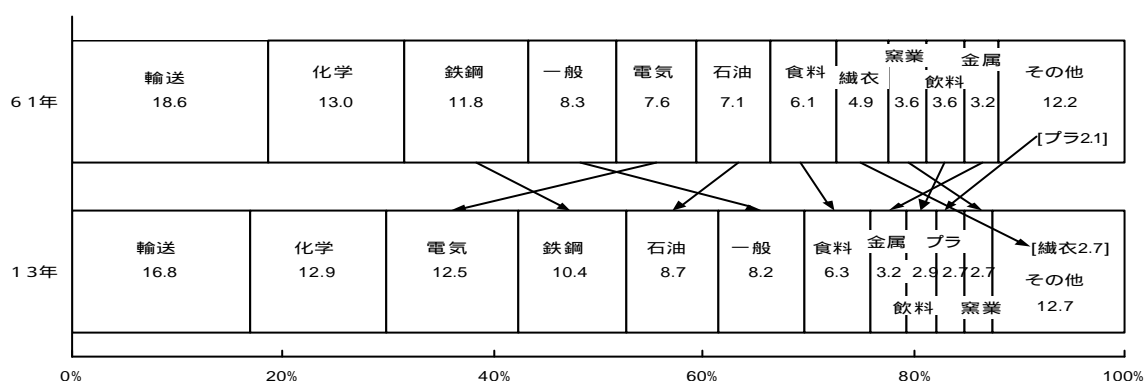 輸送 化学 鉄鋼 一般 電気 石油 食料 繊衣 窯業 飲料 金属 その他
61年 18.6 13.0 11.8 8.3 7.6 7.1 6.1 4.9 3.6 3.6 3.2 12.2
[プラ2.1]
輸送 化学 電気 鉄鋼 石油 一般 食料 金属 プラ [繊衣2.7]
13年 16.8 12.9 12.5 10.4 8.7 8.2 6.3 3.2 2.9 2.7 2.7 その他
飲料 窯業 12.7
0% 20% 40% 60% 80% 100%